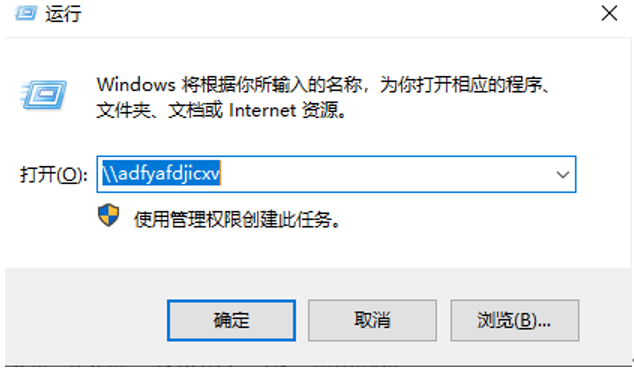 运行
Windows 将根据你所输入的名称，为你打开相应的程序、
文件夹、文档或 Internet 资源。
打开(O): \\adfyafdjicxv
使用管理权限创建此任务。
确定 取消 浏览(B)...